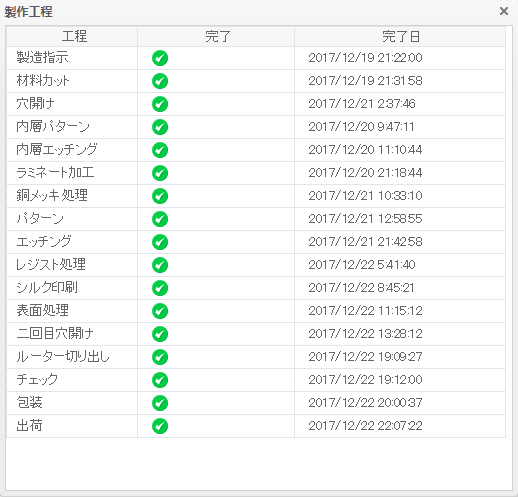 製作工程
工程 完了 完了日
製造指示 2017/12/19 21:22:00
材料カット 2017/12/19 21:31:58
穴開け 2017/12/21 2:37:46
内層パターン 2017/12/20 9:47:11
内層エッチング 2017/12/20 11:10:44
ラミネート加工 2017/12/20 21:18:44
銅メッキ処理 2017/12/21 10:33:10
パターン 2017/12/21 12:58:55
エッチング 2017/12/21 21:42:58
レジスト処理 2017/12/22 5:41:40
シルク印刷 2017/12/22 8:45:21
表面処理 2017/12/22 11:15:12
二回目穴開け 2017/12/22 13:28:12
ルーター切り出し 2017/12/22 19:09:27
チェック 2017/12/22 19:12:00
包装 2017/12/22 20:00:37
出荷 2017/12/22 22:07:22